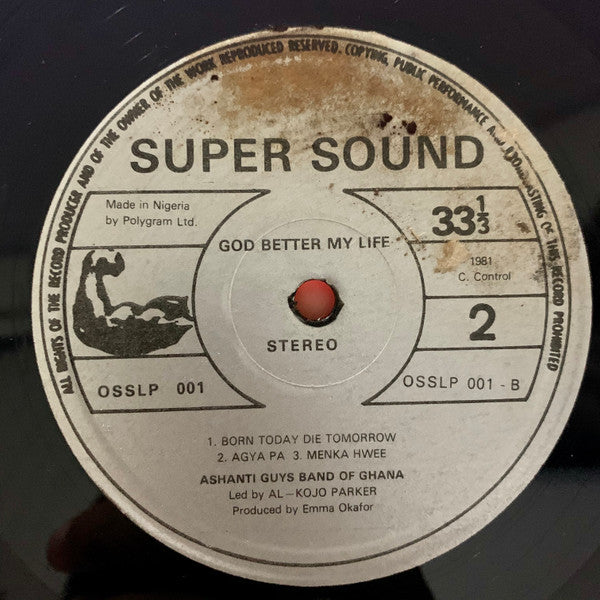 ALL RIGHTS OF THE RECORD PRODUCER AND OF THE OWNER OF THE WORK REPRODUCED RESERVED. COPYING, PUBLIC PERFORMANCE AND BROADCASTING OF THIS RECORD PROHIBITED
SUPER SOUND
Made in Nigeria
by Polygram Ltd.
33 1/3
GOD BETTER MY LIFE
1981
C. Control
2
STEREO
OSSLP 001
OSSLP 001 - B
1. BORN TODAY DIE TOMORROW
2. AGYA PA 3. MENKA HWEE
ASHANTI GUYS BAND OF GHANA
Led by AL-KOJO PARKER
Produced by Emma Okafor